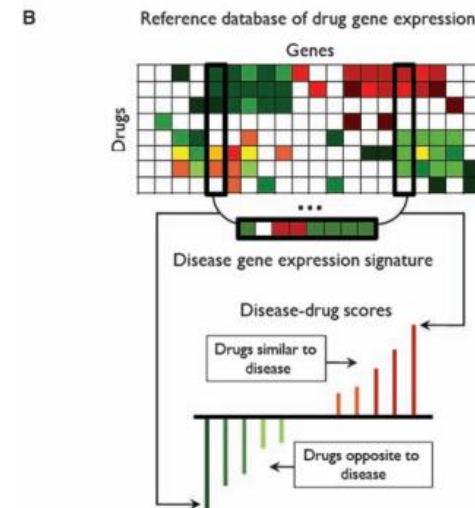 B
Reference database of drug gene expression
Genes
Drugs
...
Disease gene expression signature
Disease-drug scores
Drugs similar to
disease
Drugs opposite to
disease